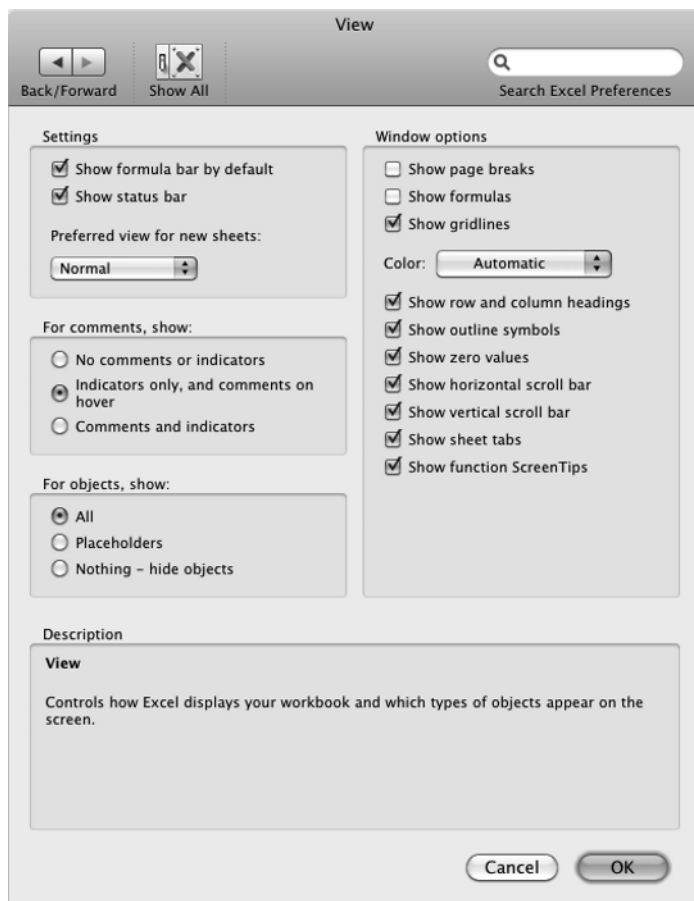 View
Back/Forward
Show All
Search Excel Preferences
Settings
Show formula bar by default
Show status bar
Preferred view for new sheets:
Normal
For comments, show:
No comments or indicators
Indicators only, and comments on
hover
Comments and indicators
For objects, show:
All
Placeholders
Nothing – hide objects
Window options
Show page breaks
Show formulas
Show gridlines
Color: Automatic
Show row and column headings
Show outline symbols
Show zero values
Show horizontal scroll bar
Show vertical scroll bar
Show sheet tabs
Show function ScreenTips
Description
View
Controls how Excel displays your workbook and which types of objects appear on the
screen.
Cancel
OK